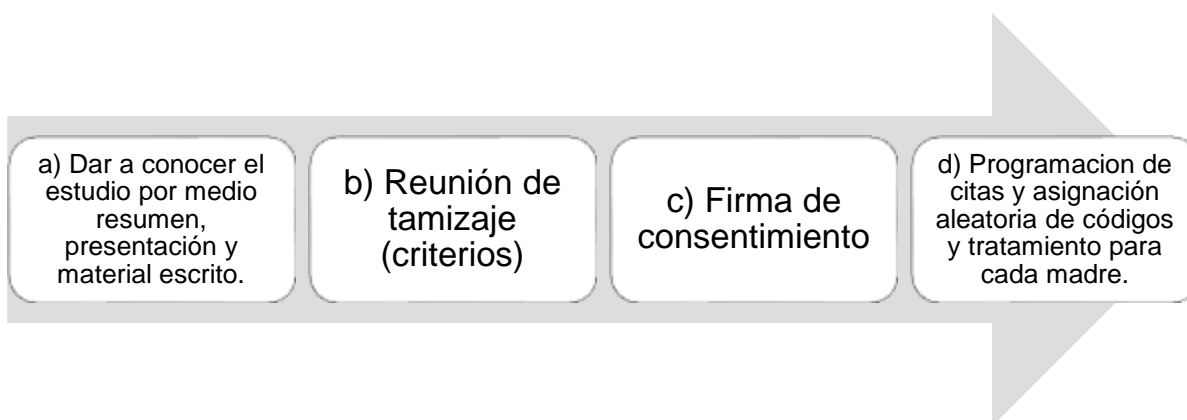 a) Dar a conocer el
estudio por medio
resumen,
presentación y
material escrito.
b) Reunión de
tamizaje
(criterios)
c) Firma de
consentimiento
d) Programacion de
citas y asignación
aleatoria de códigos
y tratamiento para
cada madre.